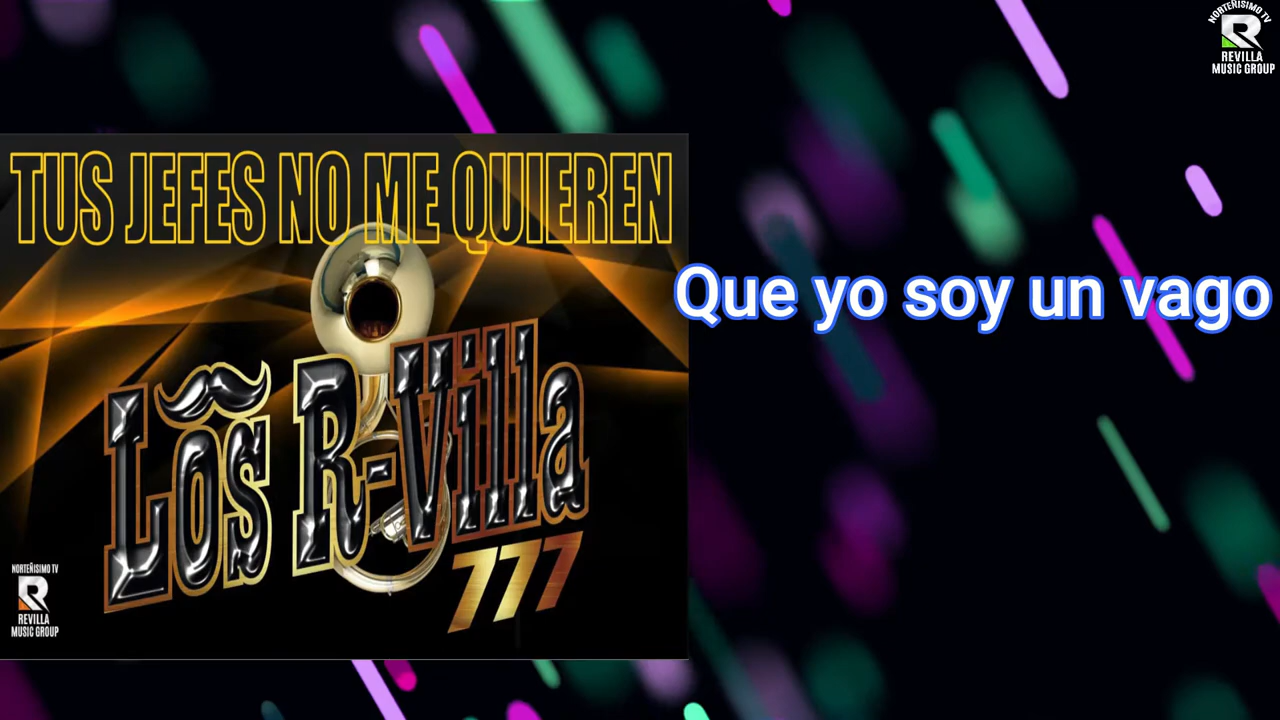 NORTEÑISIMO TV
R
REVILLA
MUSIC GROUP
TUS JEFES NO ME QUIEREN
Que yo soy un vago
Los R-Villa
777
NORTEÑISIMO TV
R
REVILLA
MUSIC GROUP